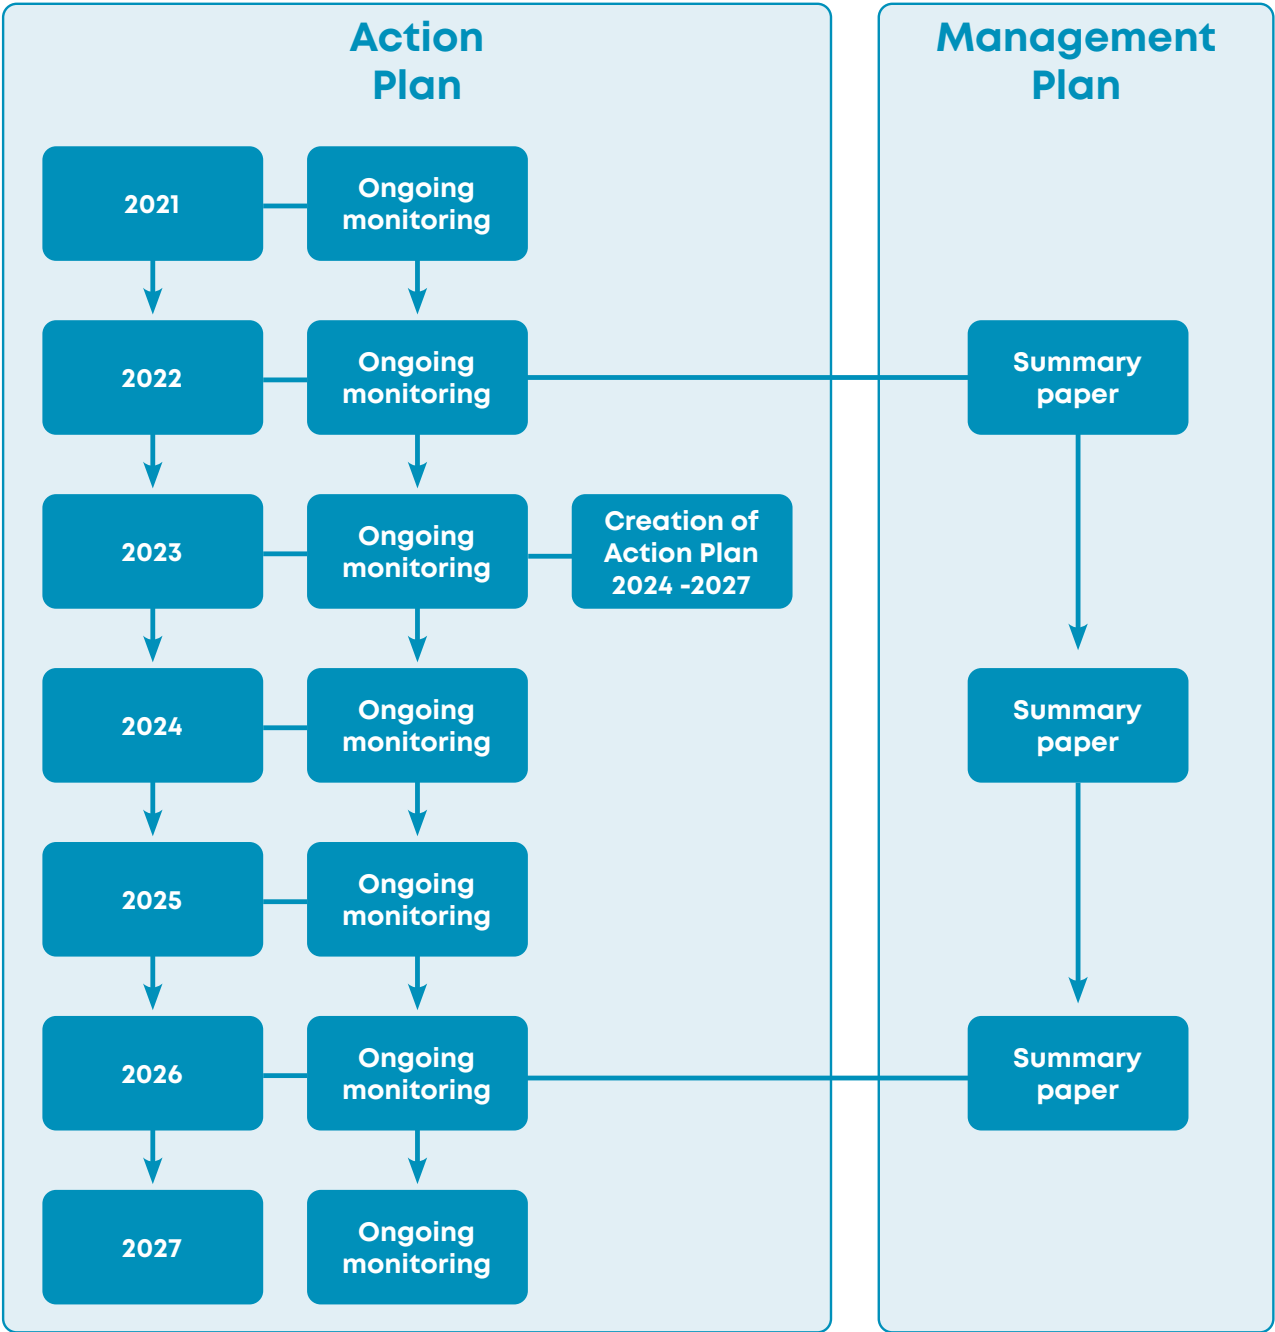 Action
Plan
Management
Plan
2021
Ongoing
monitoring
2022
Ongoing
monitoring
Summary
paper
2023
Ongoing
monitoring
Creation of
Action Plan
2024 -2027
2024
Ongoing
monitoring
Summary
paper
2025
Ongoing
monitoring
2026
Ongoing
monitoring
Summary
paper
2027
Ongoing
monitoring